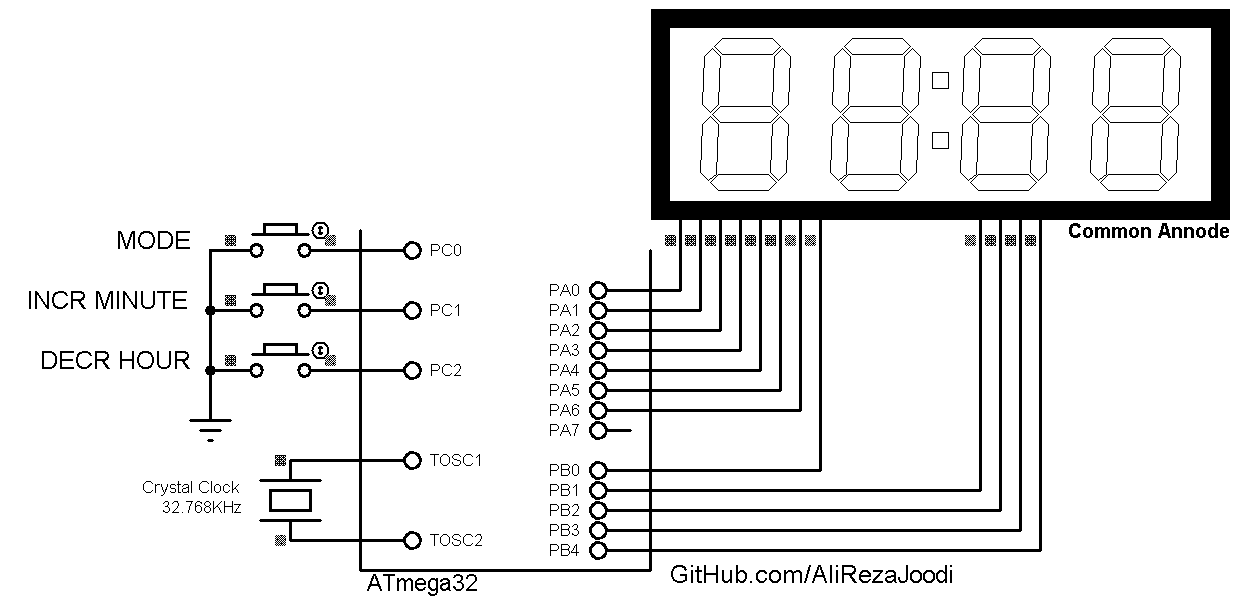 Common Annode
MODE
PC0
INCR MINUTE
PC1
DECR HOUR
PC2
PA0
PA1
PA2
PA3
PA4
PA5
PA6
PA7
TOSC1
Crystal Clock
32.768KHz
TOSC2
PB0
PB1
PB2
PB3
PB4
ATmega32
GitHub.com/AliRezaJoodi